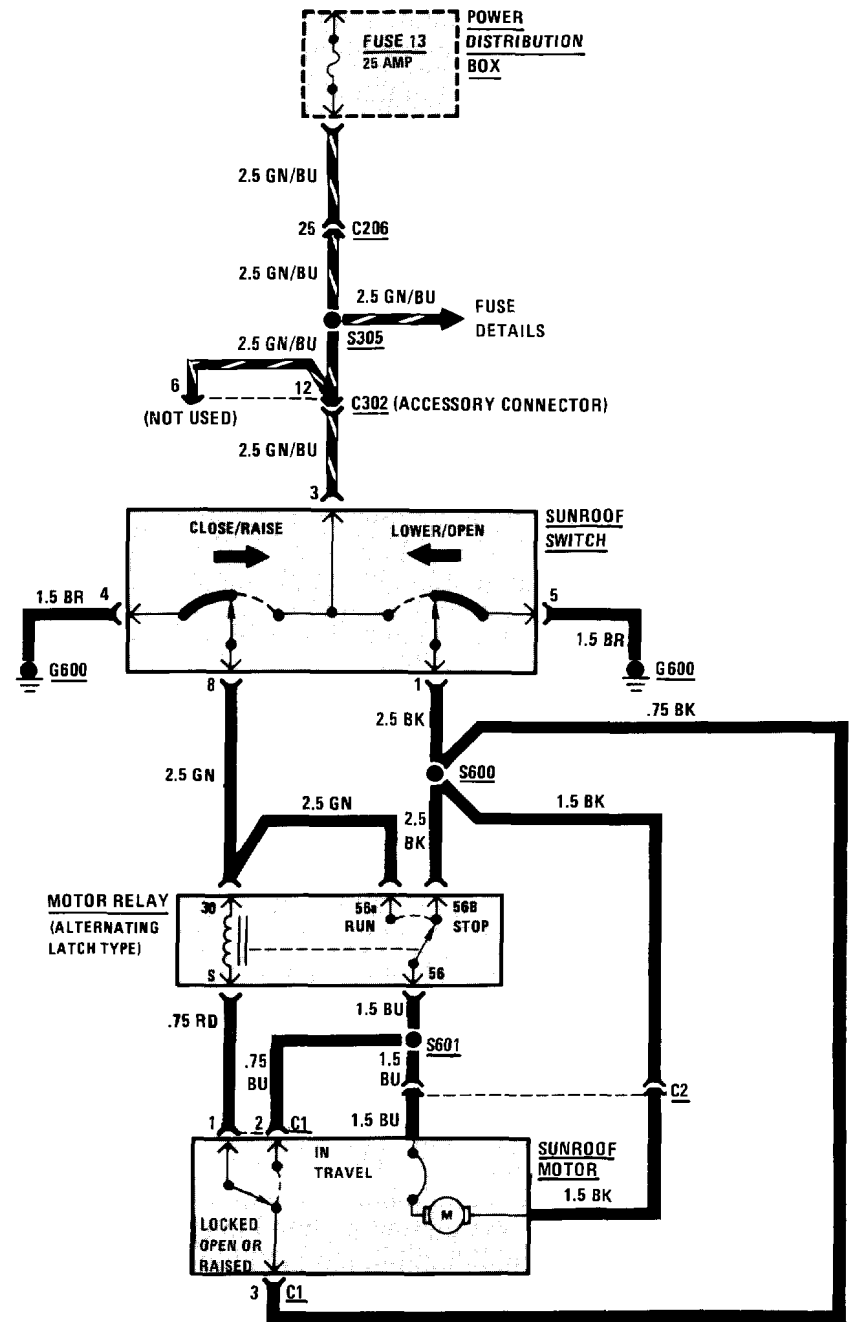 POWER
DISTRIBUTION
BOX
FUSE 13
25 AMP
2.5 GN/BU
25
C206
2.5 GN/BU
2.5 GN/BU
FUSE
DETAILS
S305
2.5 GN/BU
6
12
C302 (ACCESSORY CONNECTOR)
(NOT USED)
2.5 GN/BU
3
SUNROOF
SWITCH
CLOSE/RAISE
LOWER/OPEN
1.5 BR
4
5
1.5 BR
G600
G600
8
1
2.5 BK
.75 BK
2.5 GN
S600
2.5 GN
2.5
BK
1.5 BK
MOTOR RELAY
(ALTERNATING
LATCH TYPE)
30
56a
RUN
56B
STOP
S
56
.75 RD
1.5 BU
S601
.75
BU
1.5
BU
C2
1
2
C1
1.5 BU
IN
TRAVEL
SUNROOF
MOTOR
1.5 BK
M
LOCKED
OPEN OR
RAISED
3
C1